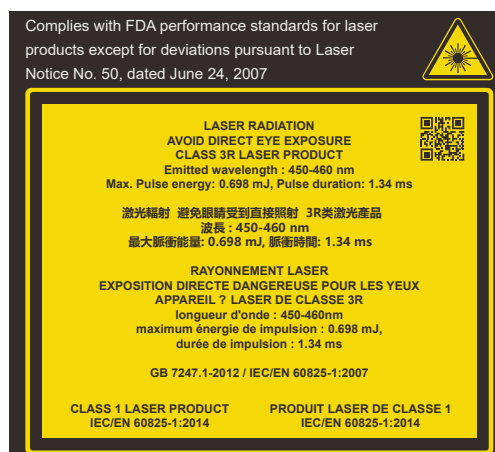 Complies with FDA performance standards for laser
products except for deviations pursuant to Laser
Notice No. 50, dated June 24, 2007
LASER RADIATION
AVOID DIRECT EYE EXPOSURE
CLASS 3R LASER PRODUCT
Emitted wavelength : 450-460 nm
Max. Pulse energy: 0.698 mJ, Pulse duration: 1.34 ms
激光輻射 避免眼睛受到直接照射 3R类激光產品
波長 : 450-460 nm
最大脈衝能量: 0.698 mJ, 脈衝時間: 1.34 ms
RAYONNEMENT LASER
EXPOSITION DIRECTE DANGEREUSE POUR LES YEUX
APPAREIL ? LASER DE CLASSE 3R
longueur d'onde : 450-460nm
maximum énergie de impulsion : 0.698 mJ,
durée de impulsion : 1.34 ms
GB 7247.1-2012 / IEC/EN 60825-1:2007
CLASS 1 LASER PRODUCT PRODUIT LASER DE CLASSE 1
IEC/EN 60825-1:2014 IEC/EN 60825-1:2014